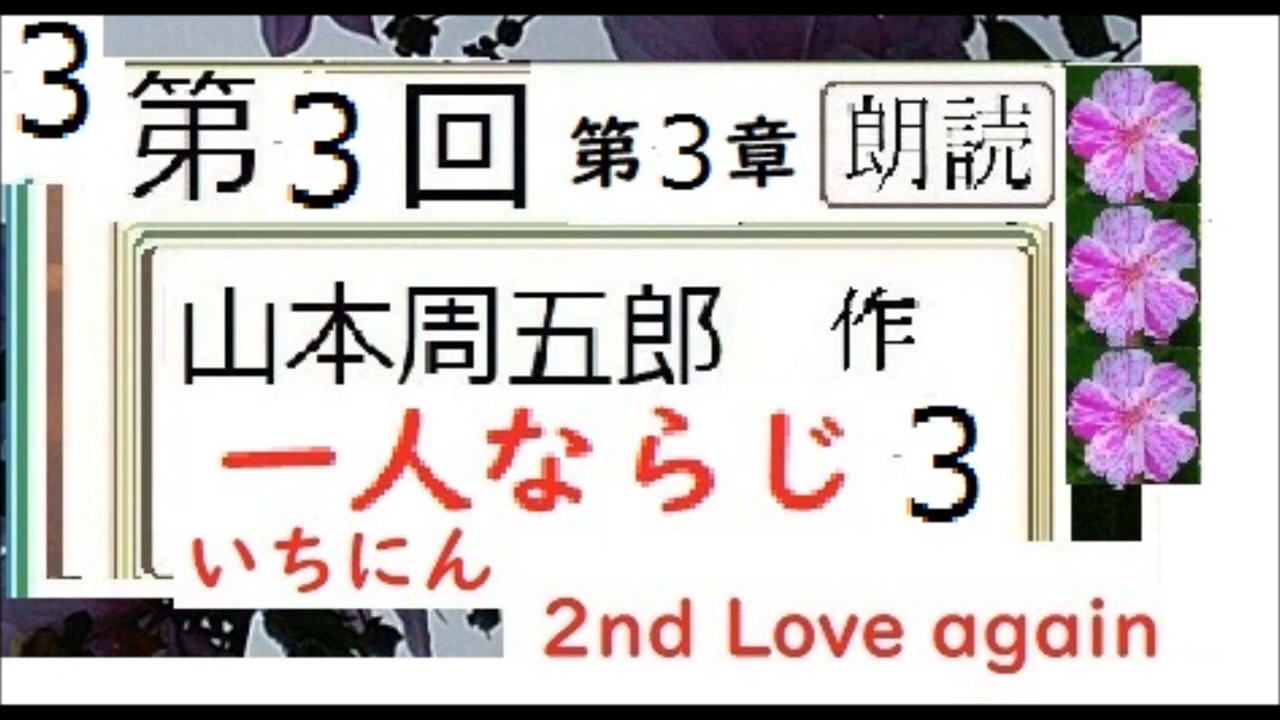 3
第3回 第3章 朗読
山本周五郎 作
一人ならじ 3
いちにん
2nd Love again